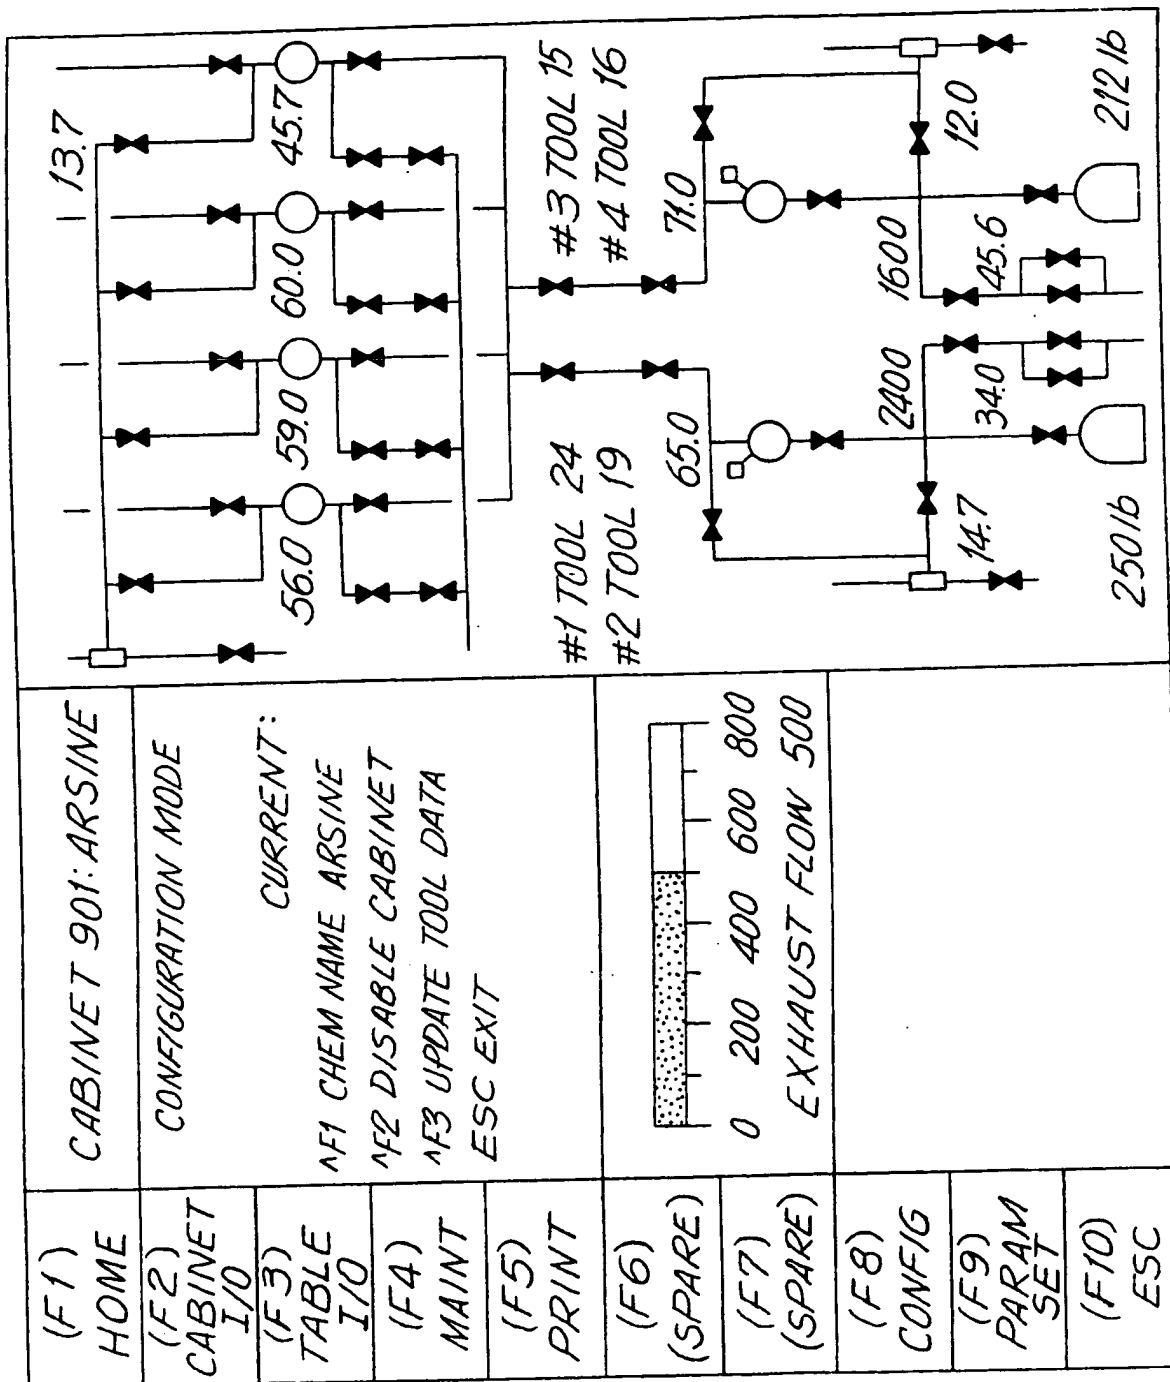 (F1)
HOME
(F2)
CABINET
I/O
(F3)
TABLE
I/O
(F4)
MAINT
(F5)
PRINT
(F6)
(SPARE)
(F7)
(SPARE)
(F8)
CONFIG
(F9)
PARAM
SET
(F10)
ESC
CABINET 901: ARSINE
CONFIGURATION MODE
CURRENT:
^F1 CHEM NAME ARSINE
^F2 DISABLE CABINET
^F3 UPDATE TOOL DATA
ESC EXIT
0 200 400 600 800
EXHAUST FLOW 500
13.7
56.0 59.0 60.0 45.7
#1 TOOL 24 #3 TOOL 15
#2 TOOL 19 #4 TOOL 16
65.0 71.0
2400 1600
14.7 34.0 45.6 12.0
250 lb 212 lb